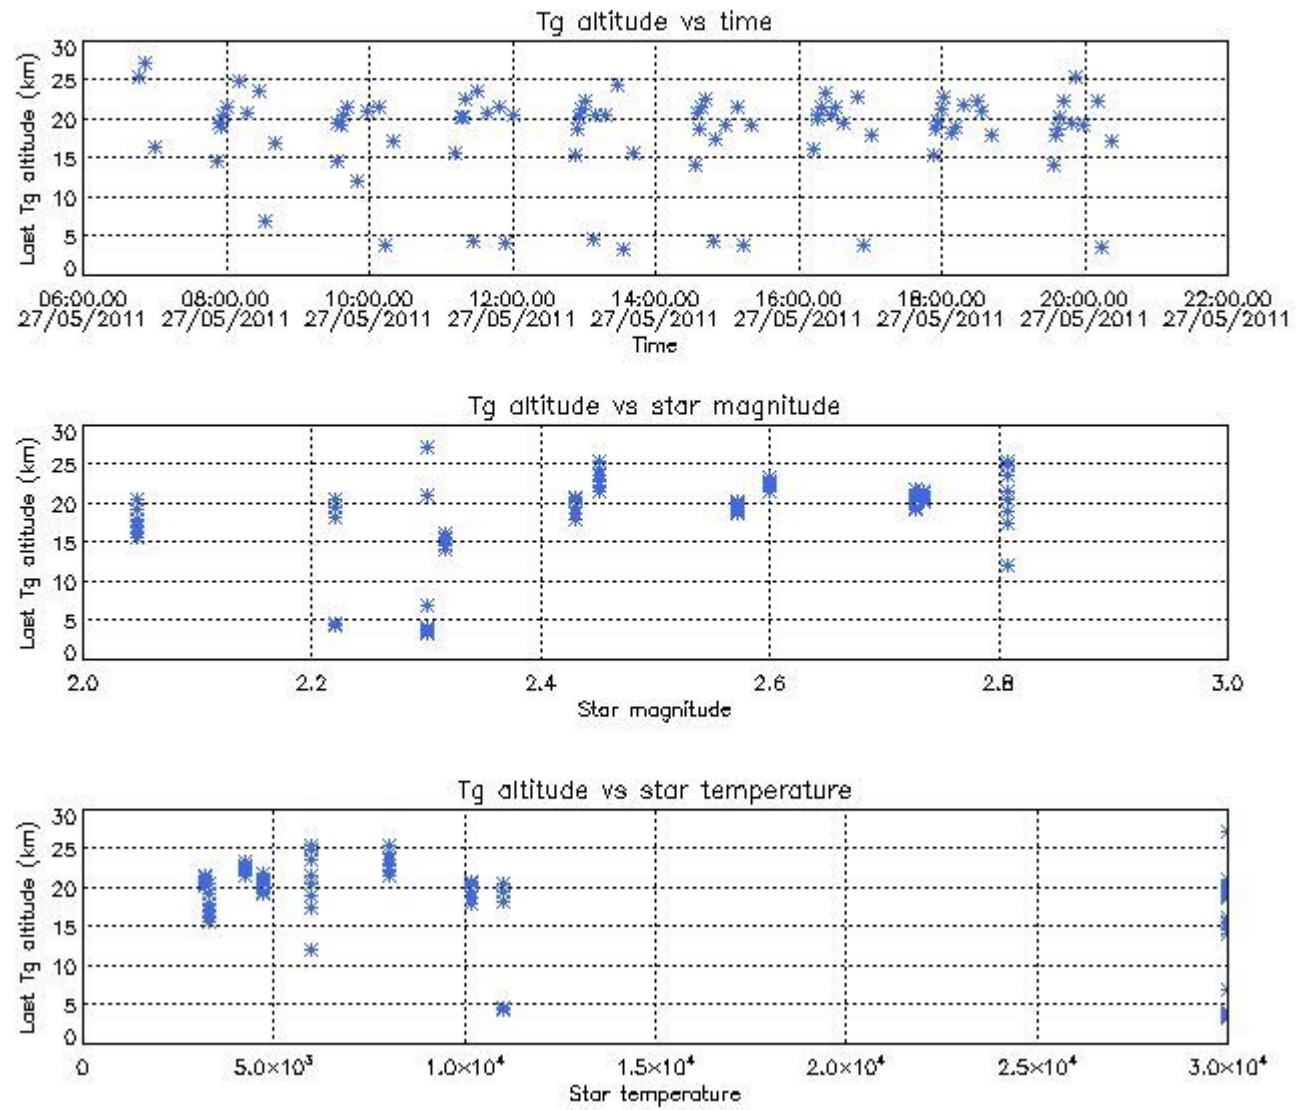 Tg altitude vs time
Last Tg altitude (km)
30
25
20
15
10
5
0
06:00.00 08:00.00 10:00.00 12:00.00 14:00.00 16:00.00 18:00.00 20:00.00 22:00.00
27/05/2011 27/05/2011 27/05/2011 27/05/2011 27/05/2011 27/05/2011 27/05/2011 27/05/2011 27/05/2011
Time
Tg altitude vs star magnitude
Last Tg altitude (km)
30
25
20
15
10
5
0
2.0 2.2 2.4 2.6 2.8 3.0
Star magnitude
Tg altitude vs star temperature
Last Tg altitude (km)
30
25
20
15
10
5
0
0 5.0×10³ 1.0×10⁴ 1.5×10⁴ 2.0×10⁴ 2.5×10⁴ 3.0×10⁴
Star temperature